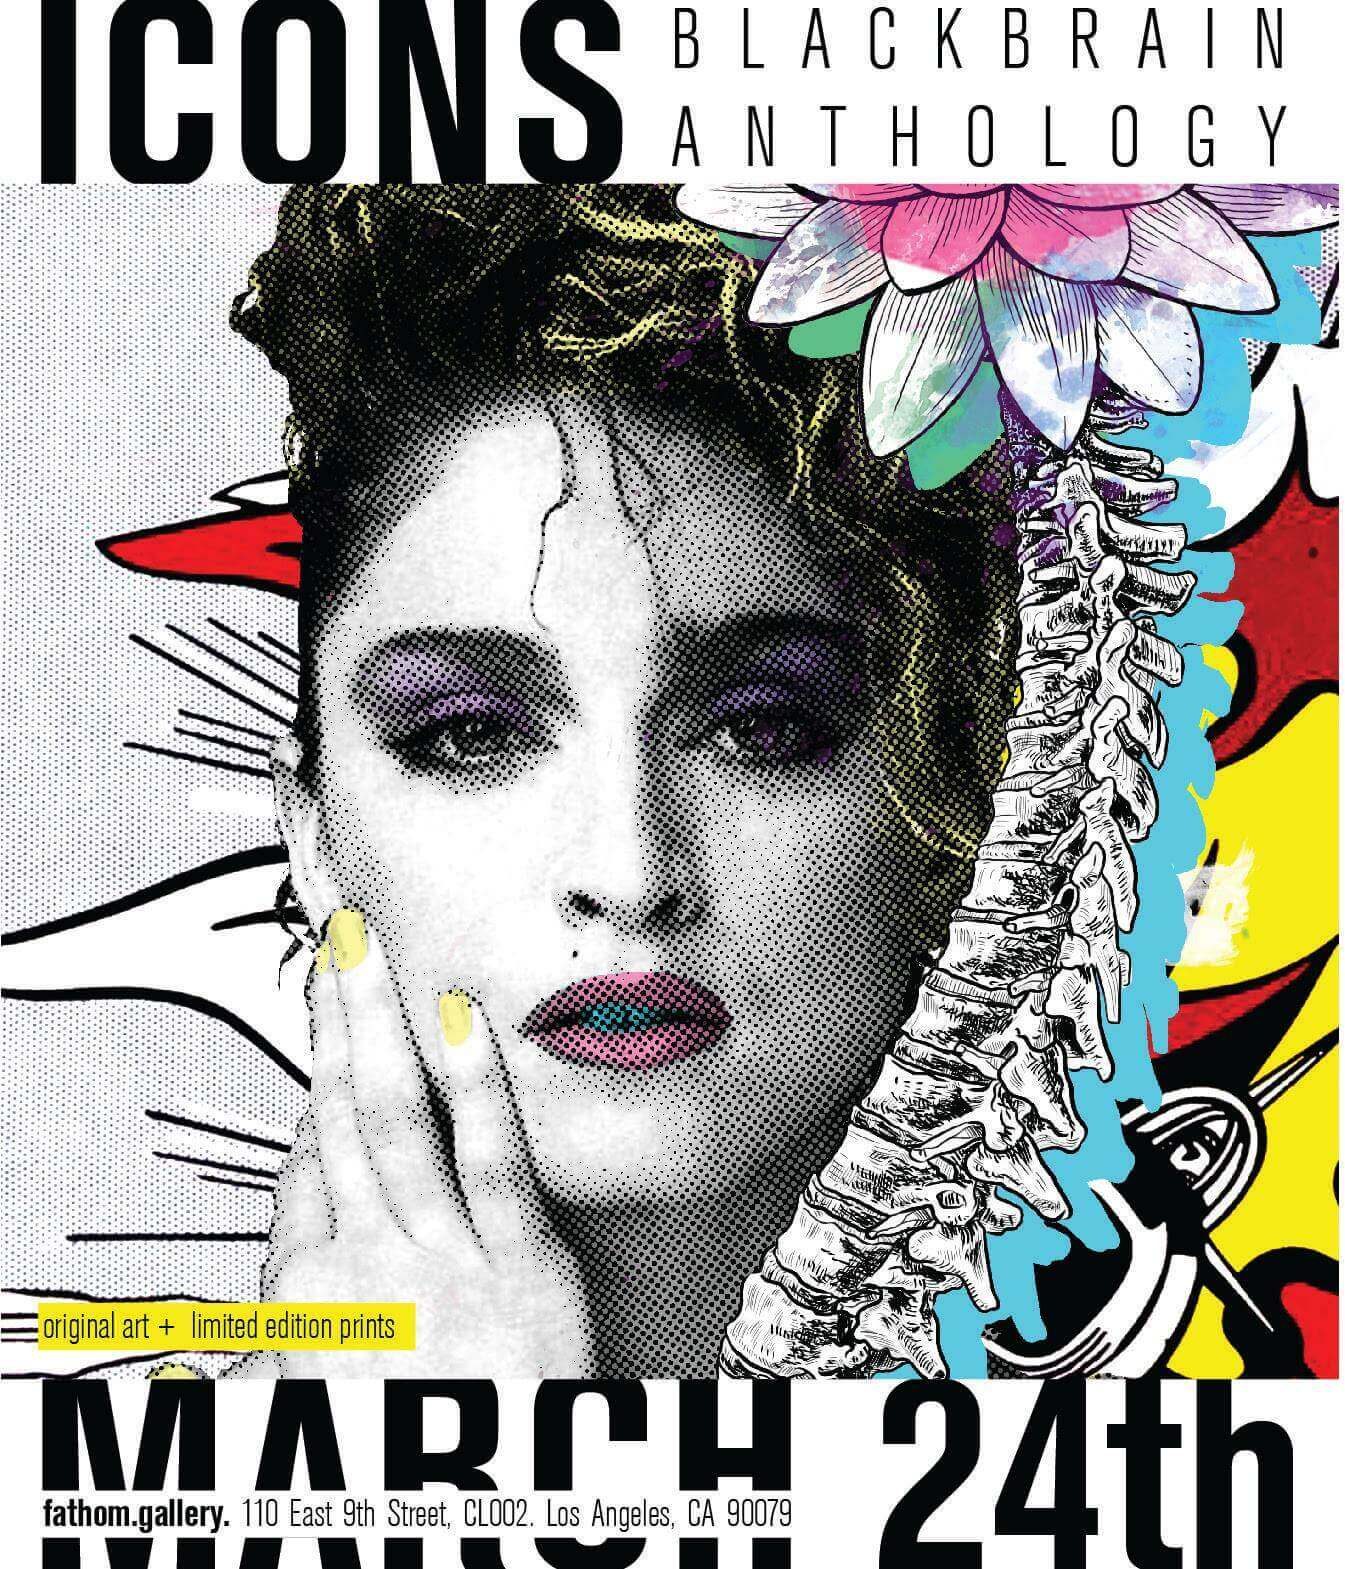 ICONS
BLACKBRAIN
ANTHOLOGY
original art + limited edition prints
MARCH 24th
fathom.gallery. 110 East 9th Street, CL002. Los Angeles, CA 90079